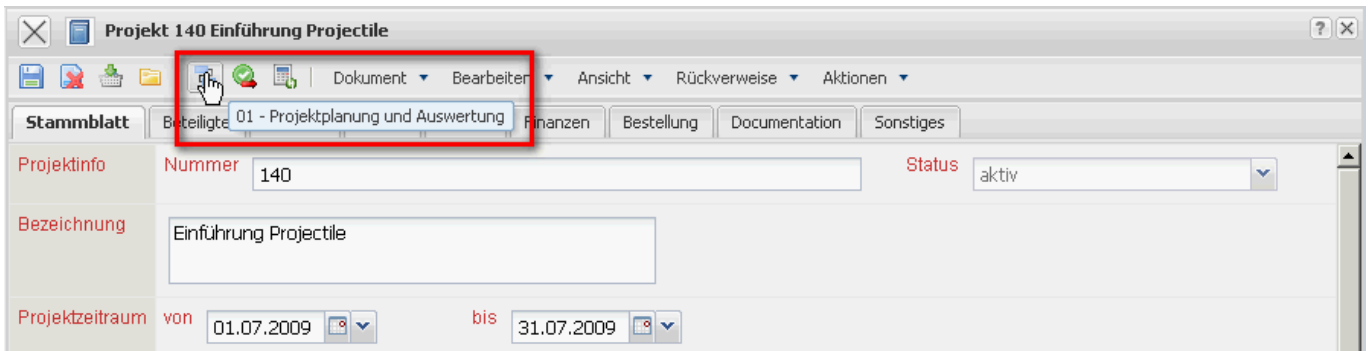 Projekt 140 Einführung Projectile
Dokument Bearbeiten Ansicht Rückverweise Aktionen
01 - Projektplanung und Auswertung
Stammblatt Finanzen Bestellung Documentation Sonstiges
Projektinfo Nummer 140 Status aktiv
Bezeichnung Einführung Projectile
Projektzeitraum von 01.07.2009 bis 31.07.2009